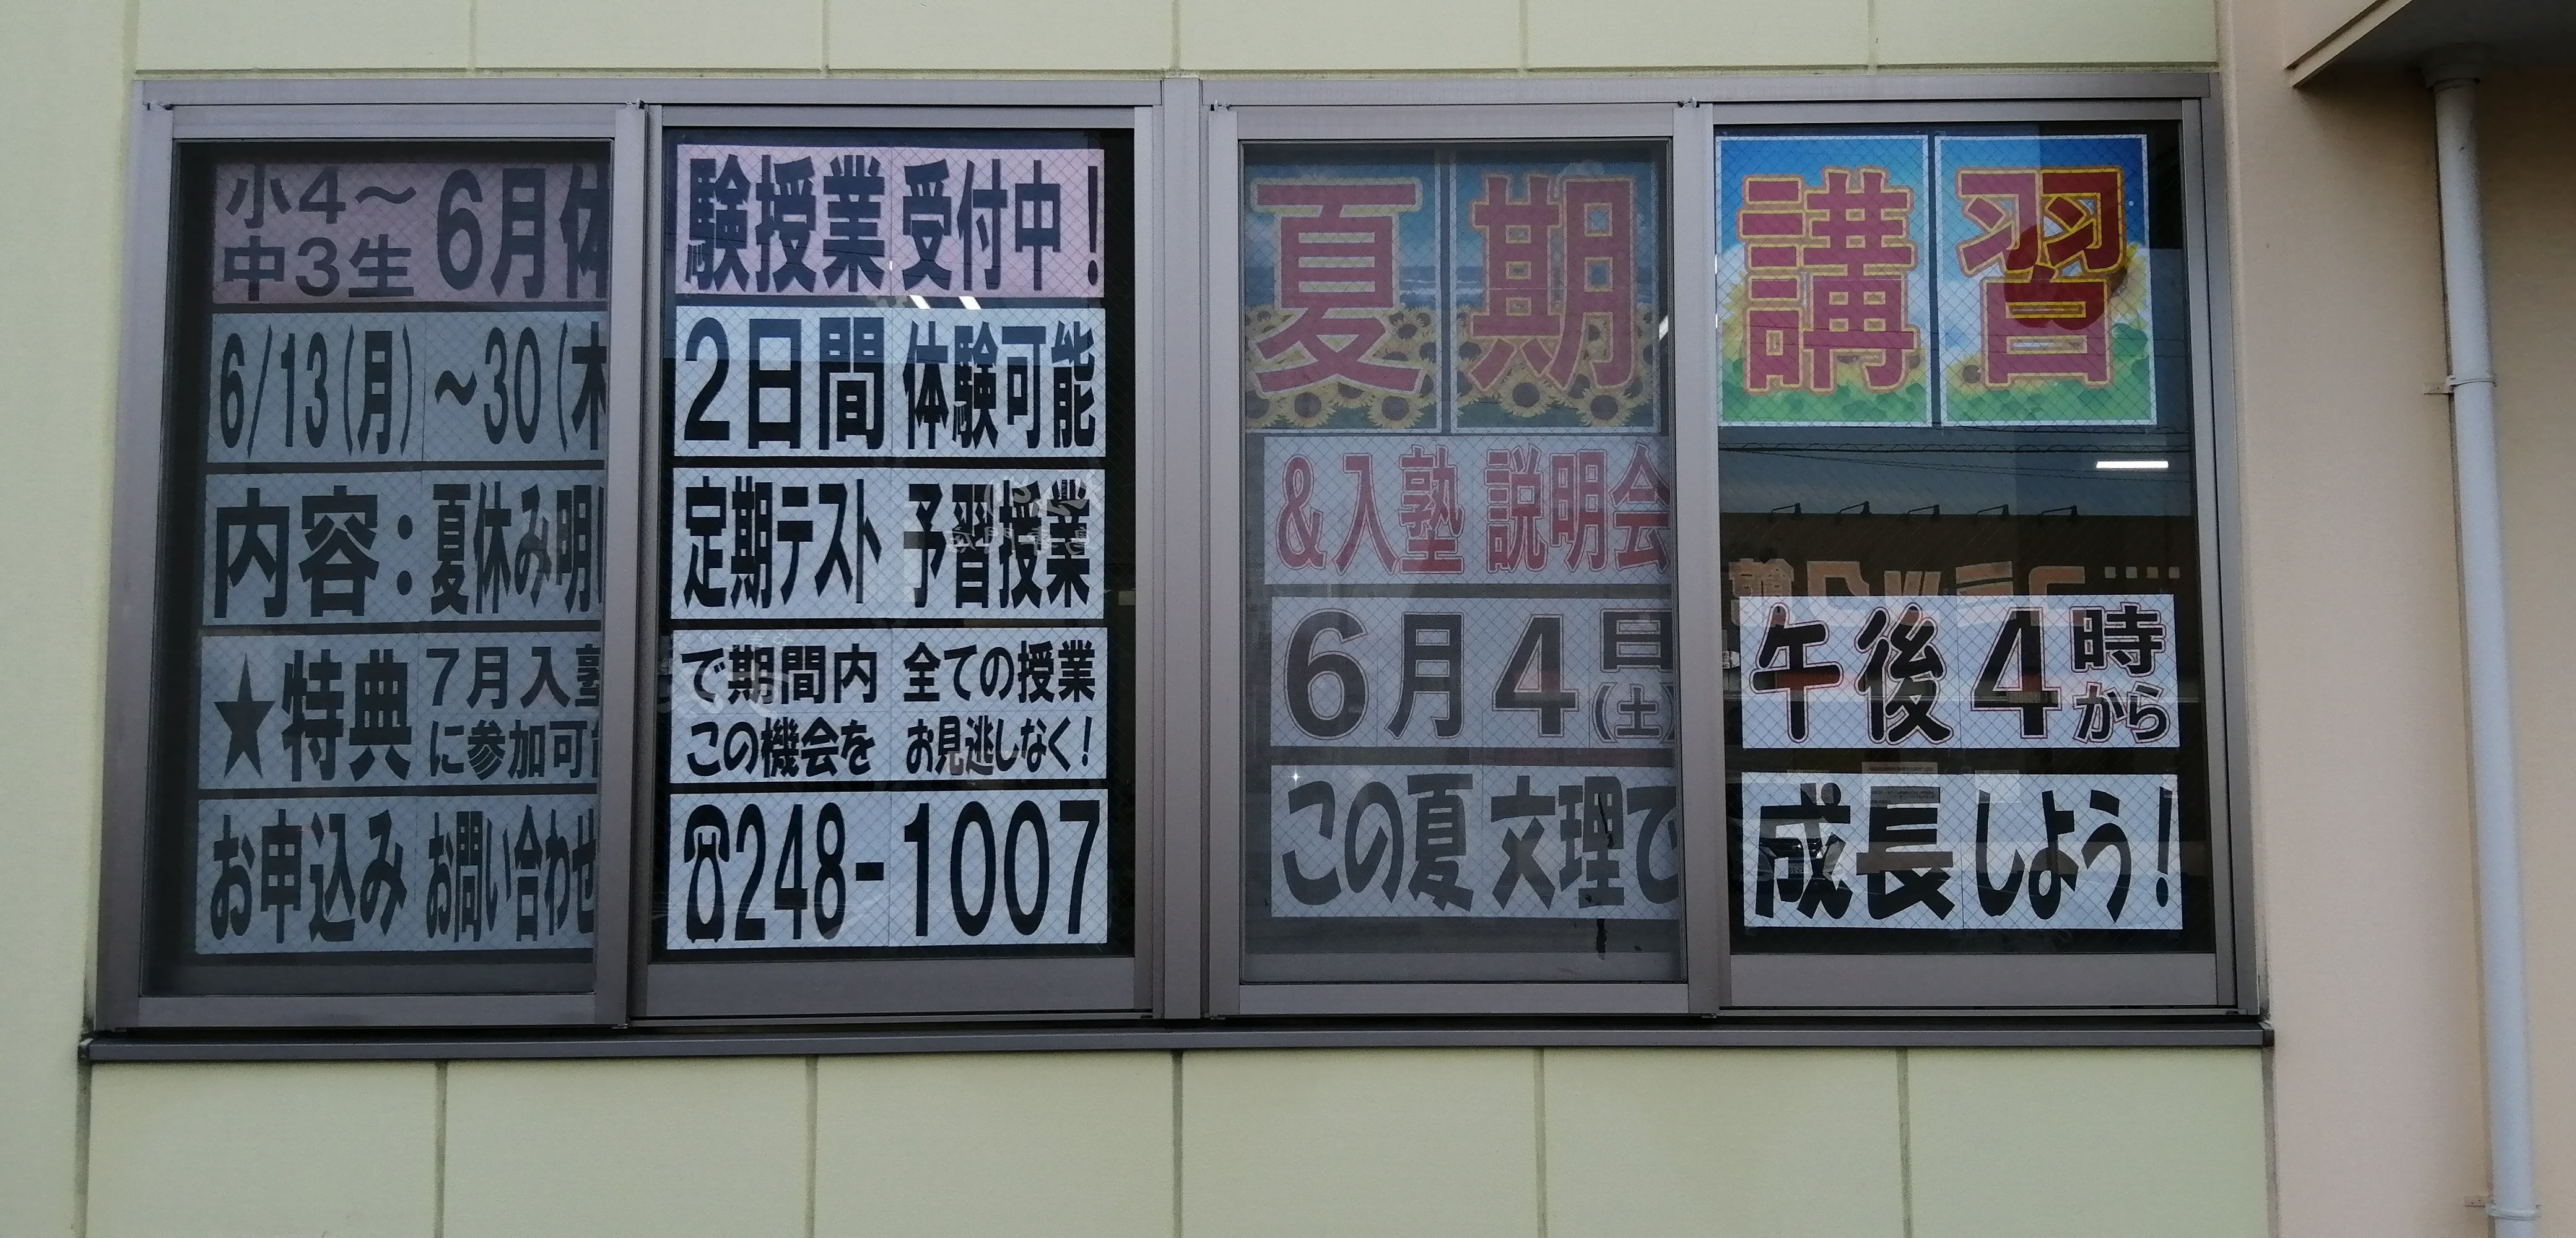 小4～
中3生
6月体験授業受付中！
6/13（月）～30（木
2日間体験可能
内容：夏休み明け
定期テスト予習授業
★特典
7月入塾
で期間内全ての授業
に参加可能
この機会をお見逃しなく！
お申込みお問い合わせ
☎248-1007
夏期講習
&入塾説明会
6月4日（土）
午後4時から
この夏文理で成長しよう！